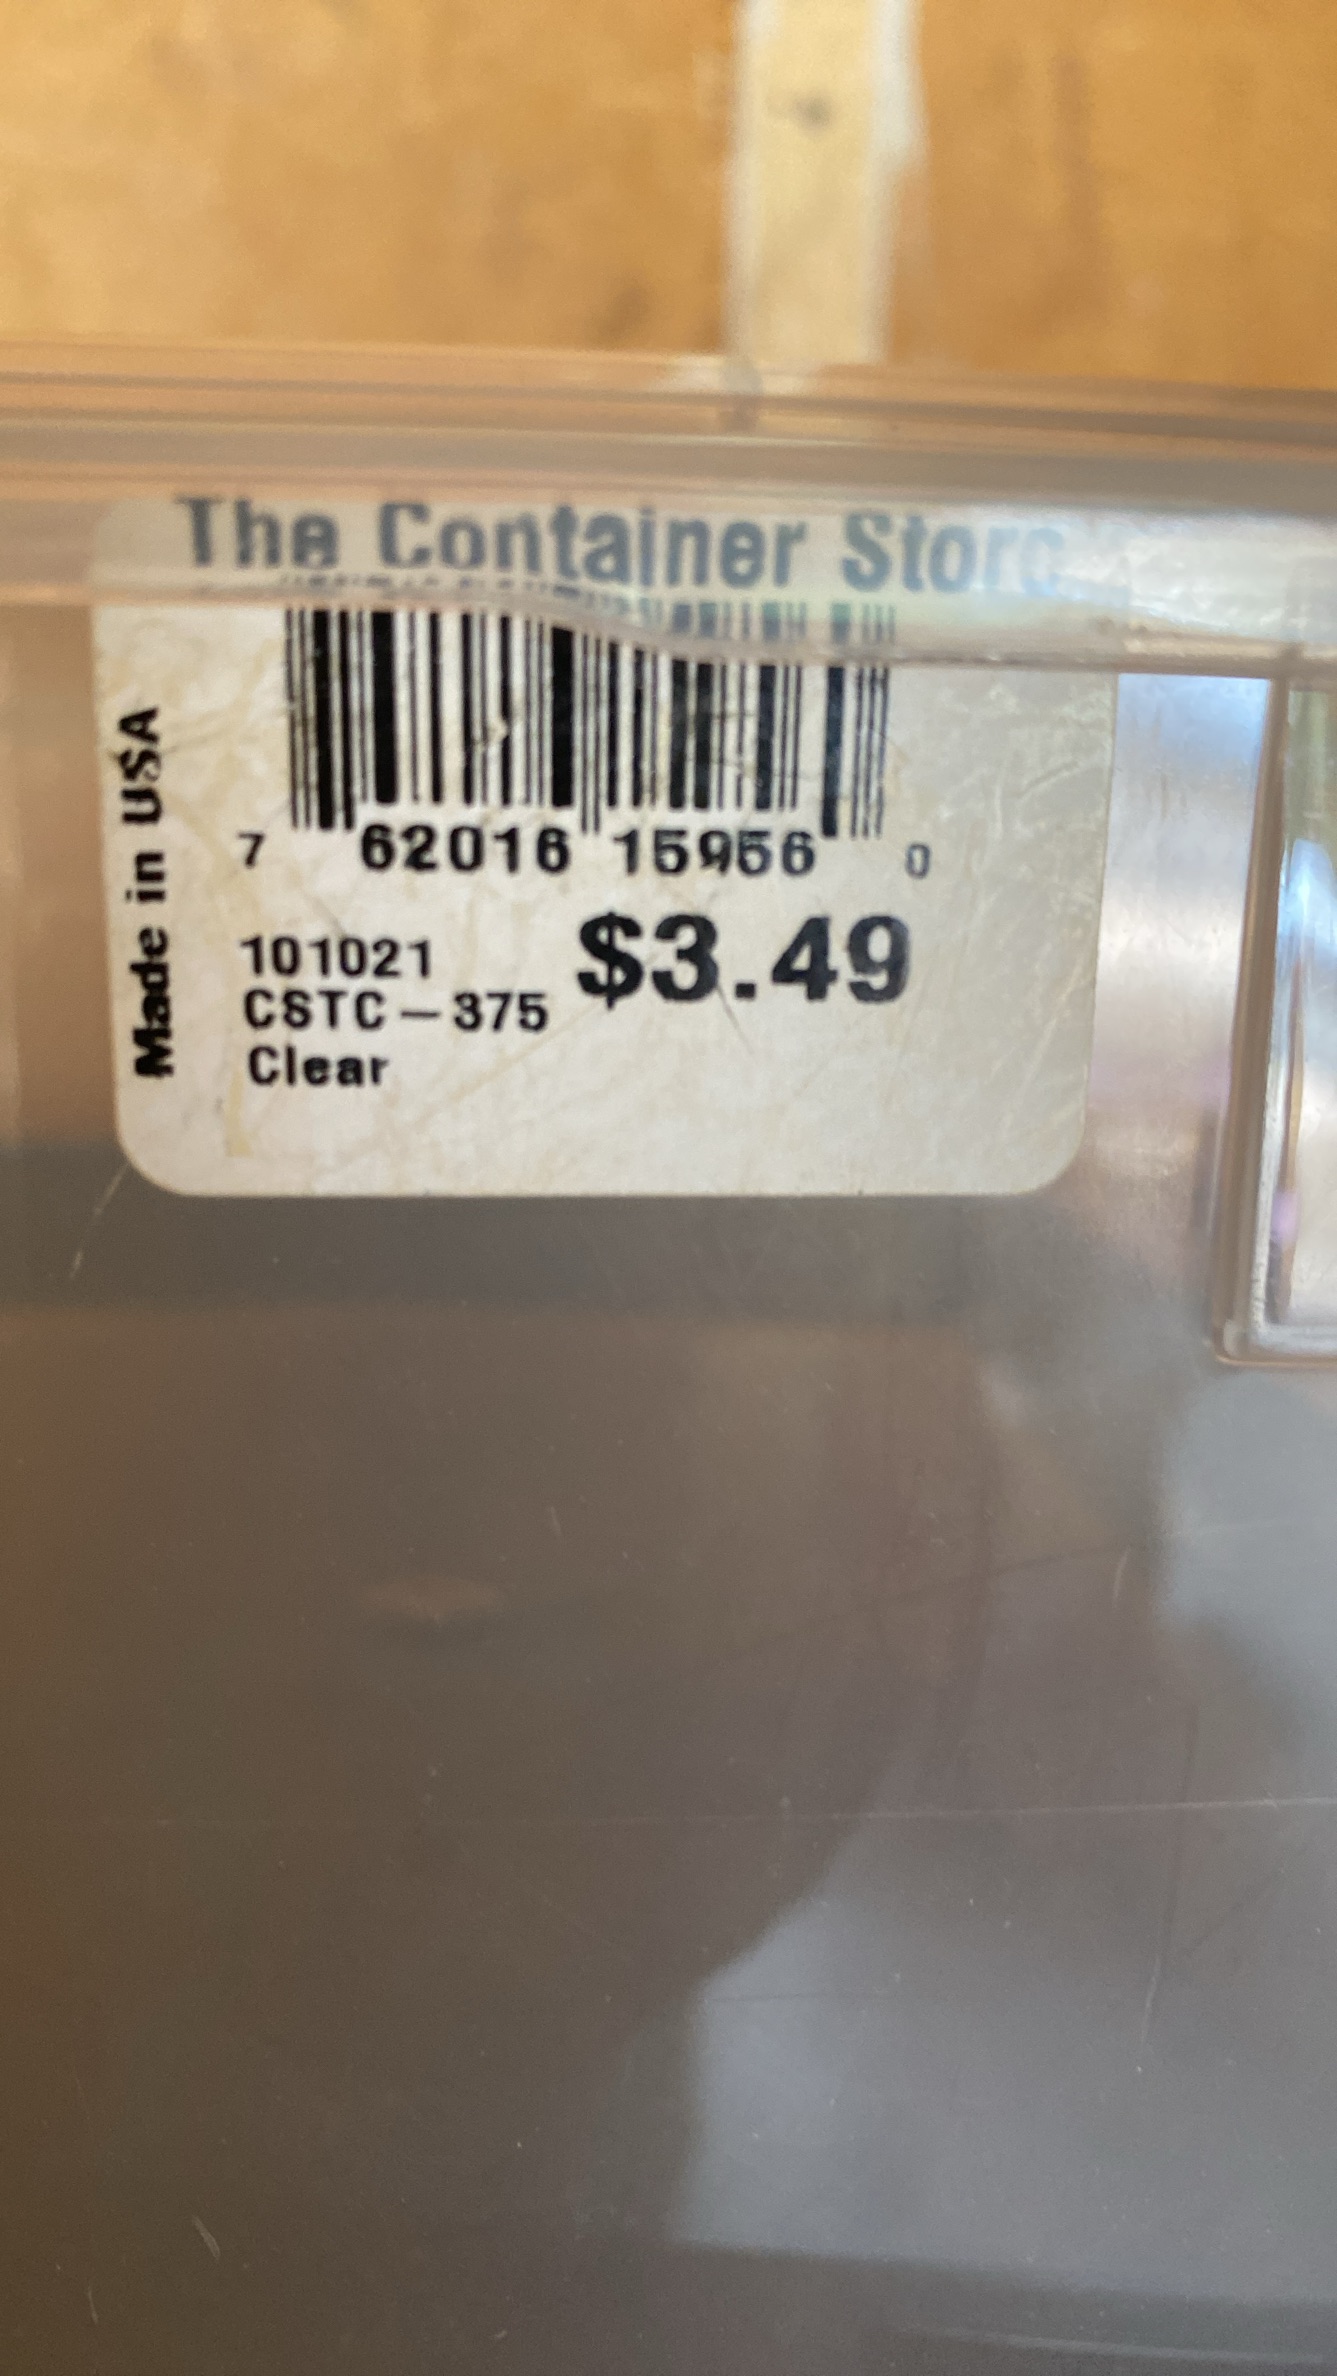 The Container Store
Made in USA
7 62016 15956 0
101021 $3.49
CSTC-375
Clear